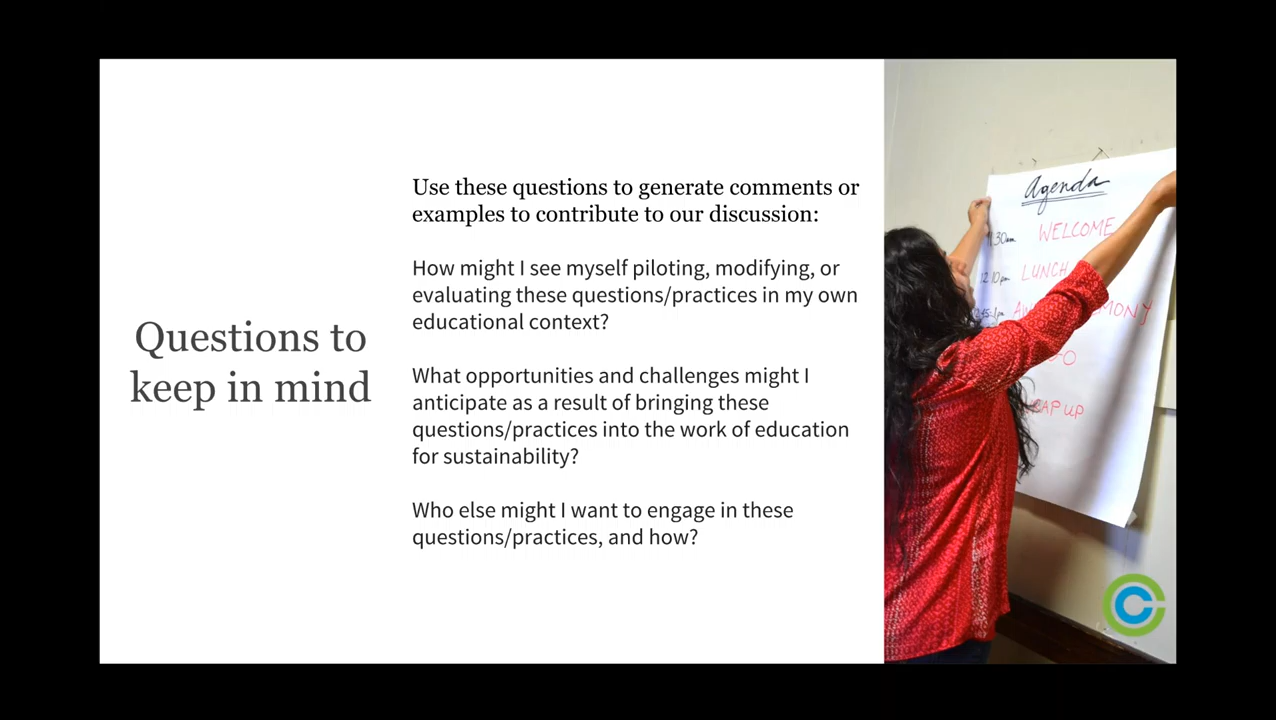 Questions to
keep in mind
Use these questions to generate comments or
examples to contribute to our discussion:
How might I see myself piloting, modifying, or
evaluating these questions/practices in my own
educational context?
What opportunities and challenges might I
anticipate as a result of bringing these
questions/practices into the work of education
for sustainability?
Who else might I want to engage in these
questions/practices, and how?
Agenda
WELCOME
LUNCH